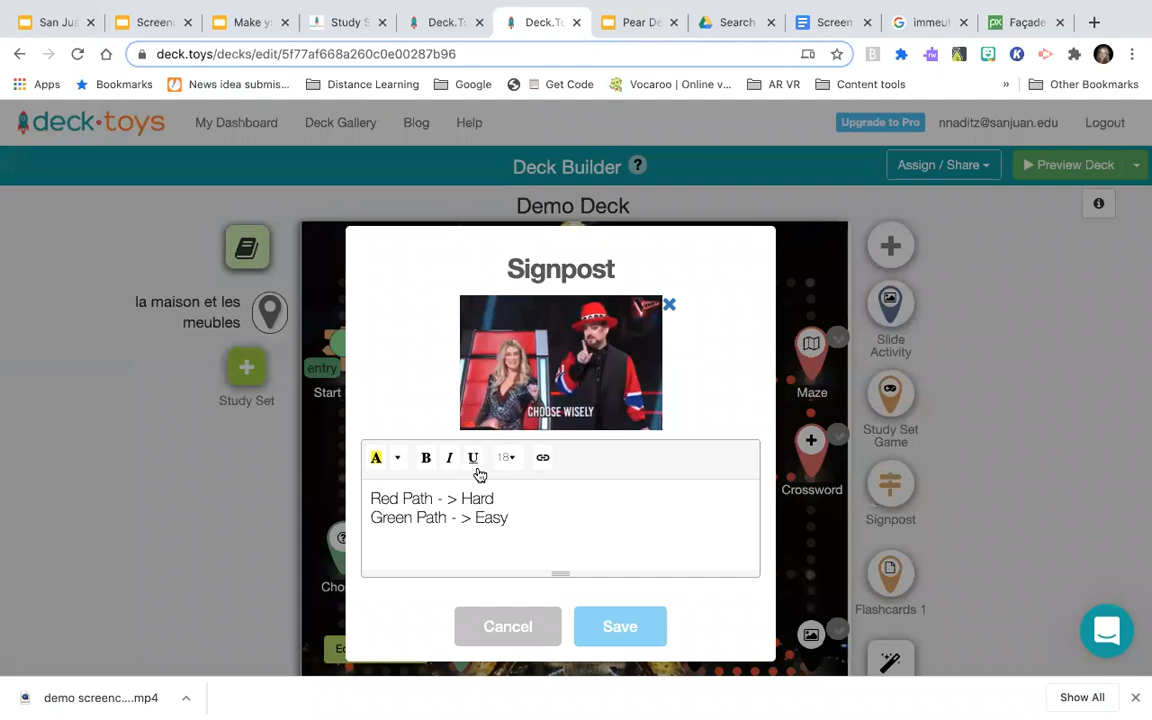 San Ju
Screen
Make y
Study S
Deck.To
Deck.To
Pear De
Search
Screen
immeu
Façade
deck.toys/decks/edit/5f77af668a260c0e00287b96
Apps
Bookmarks
News idea submis...
Distance Learning
Google
Get Code
Vocaroo | Online v...
AR VR
Content tools
»
Other Bookmarks
deck•toys
My Dashboard
Deck Gallery
Blog
Help
Upgrade to Pro
nnaditz@sanjuan.edu
Logout
Deck Builder ?
Assign / Share
Preview Deck
Demo Deck
la maison et les
meubles
Study Set
entry
Start
Signpost
CHOOSE WISELY
A
B I U 18
Red Path - > Hard
Green Path - > Easy
Cancel
Save
Maze
Crossword
Slide
Activity
Study Set
Game
Signpost
Flashcards 1
demo screenc....mp4
Show All